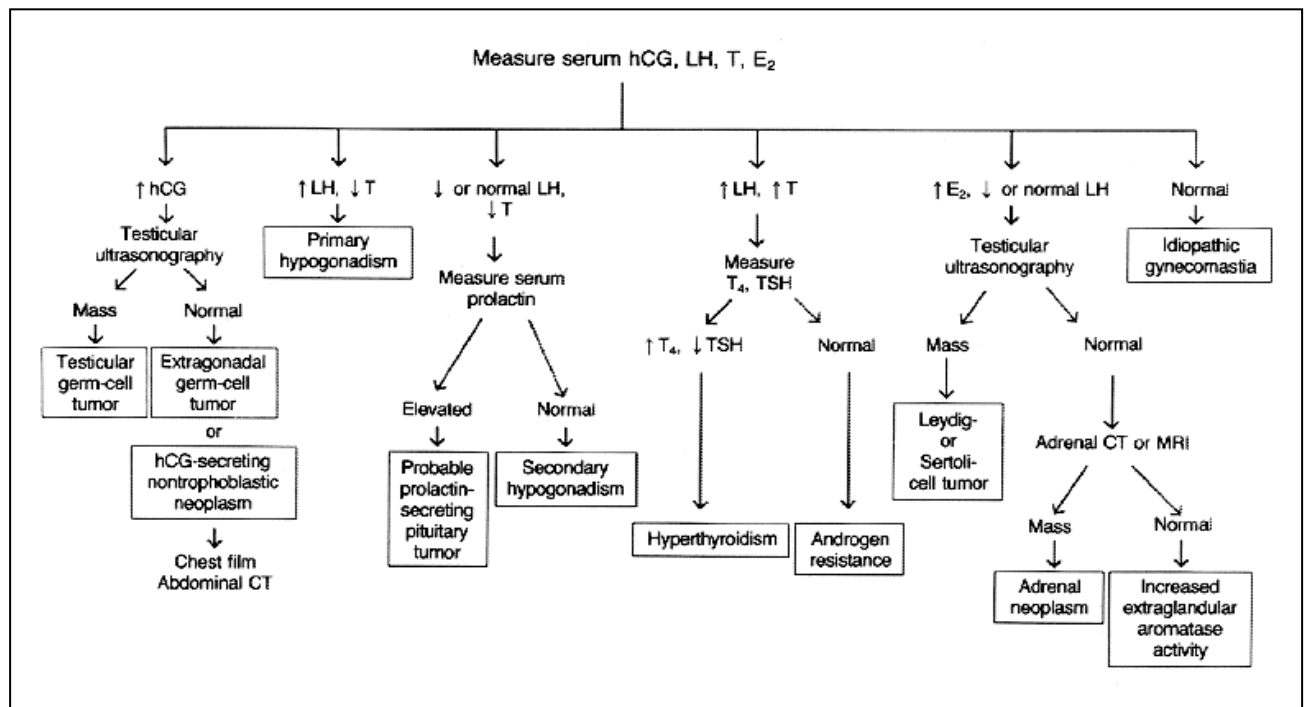 Measure serum hCG, LH, T, E₂
↑ hCG
Testicular
ultrasonography
Mass
Normal
Testicular
germ-cell
tumor
Extragonadal
germ-cell
tumor
or
hCG-secreting
nontrophoblastic
neoplasm
Chest film
Abdominal CT
↑ LH, ↓ T
Primary
hypogonadism
↓ or normal LH,
↓ T
Measure serum
prolactin
Elevated
Normal
Probable
prolactin-
secreting
pituitary
tumor
Secondary
hypogonadism
↑ LH, ↑ T
Measure
T₄, TSH
↑ T₄, ↓ TSH
Normal
Hyperthyroidism
Androgen
resistance
↑ E₂, ↓ or normal LH
Testicular
ultrasonography
Mass
Normal
Leydig-
or
Sertoli-
cell tumor
Adrenal CT or MRI
Mass
Normal
Adrenal
neoplasm
Increased
extraglandular
aromatase
activity
Normal
Idiopathic
gynecomastia